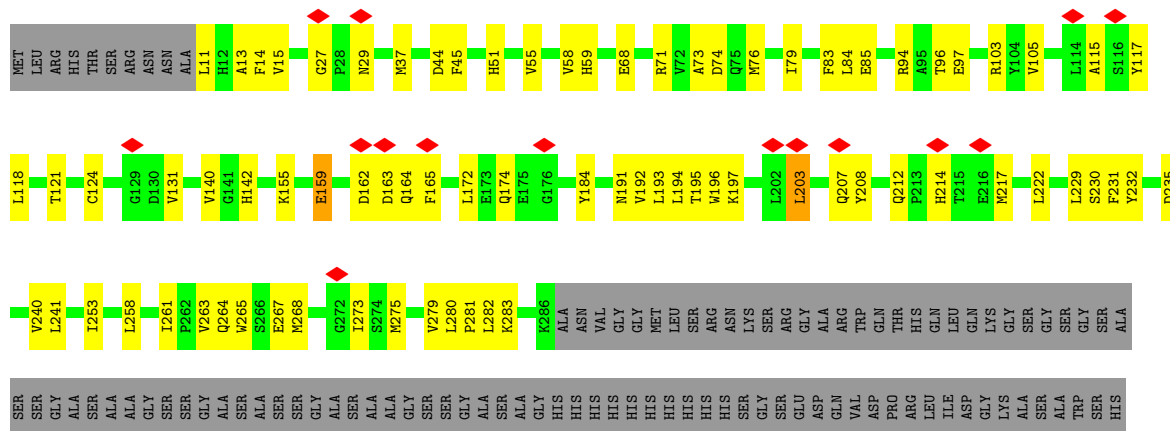 MET LEU ARG HIS THR SER ARG ASN ASN ALA L11 H12 A13 F14 V15 G27 P28 N29 M37 D44 F45 H51 V55 V58 H59 E68 R71 V72 A73 D74 Q75 M76 I79 F83 L84 E85 R94 A95 T96 E97 R103 Y104 V105 L114 A115 S116 Y117
L118 T121 C124 G129 D130 V131 V140 G141 H142 K155 E159 D162 D163 Q164 F165 L172 E173 Q174 E175 G176 Y184 N191 V192 L193 L194 T195 W196 K197 L202 L203 Q207 Y208 Q212 P213 H214 T215 E216 M217 L222 L229 S230 F231 Y232 D235
V240 L241 I253 L258 I261 P262 V263 Q264 W265 S266 E267 M268 G272 I273 S274 M275 V279 L280 P281 L282 K283 K286 ALA ASN VAL GLY GLY MET LEU SER ARG ASN LYS SER ARG GLY ALA ARG TRP GLN THR HIS GLN LEU GLN LYS GLY SER GLY SER GLY SER ALA
SER SER GLY ALA SER ALA ALA GLY SER SER GLY ALA SER ALA SER SER GLY ALA SER ALA ALA GLY SER SER GLY ALA SER ALA GLY HIS HIS HIS HIS HIS HIS HIS HIS HIS HIS SER GLY SER GLU ASP ASP GLN VAL ASP PRO ARG LEU ILE ASP GLY LYS ALA SER ALA TRP SER HIS